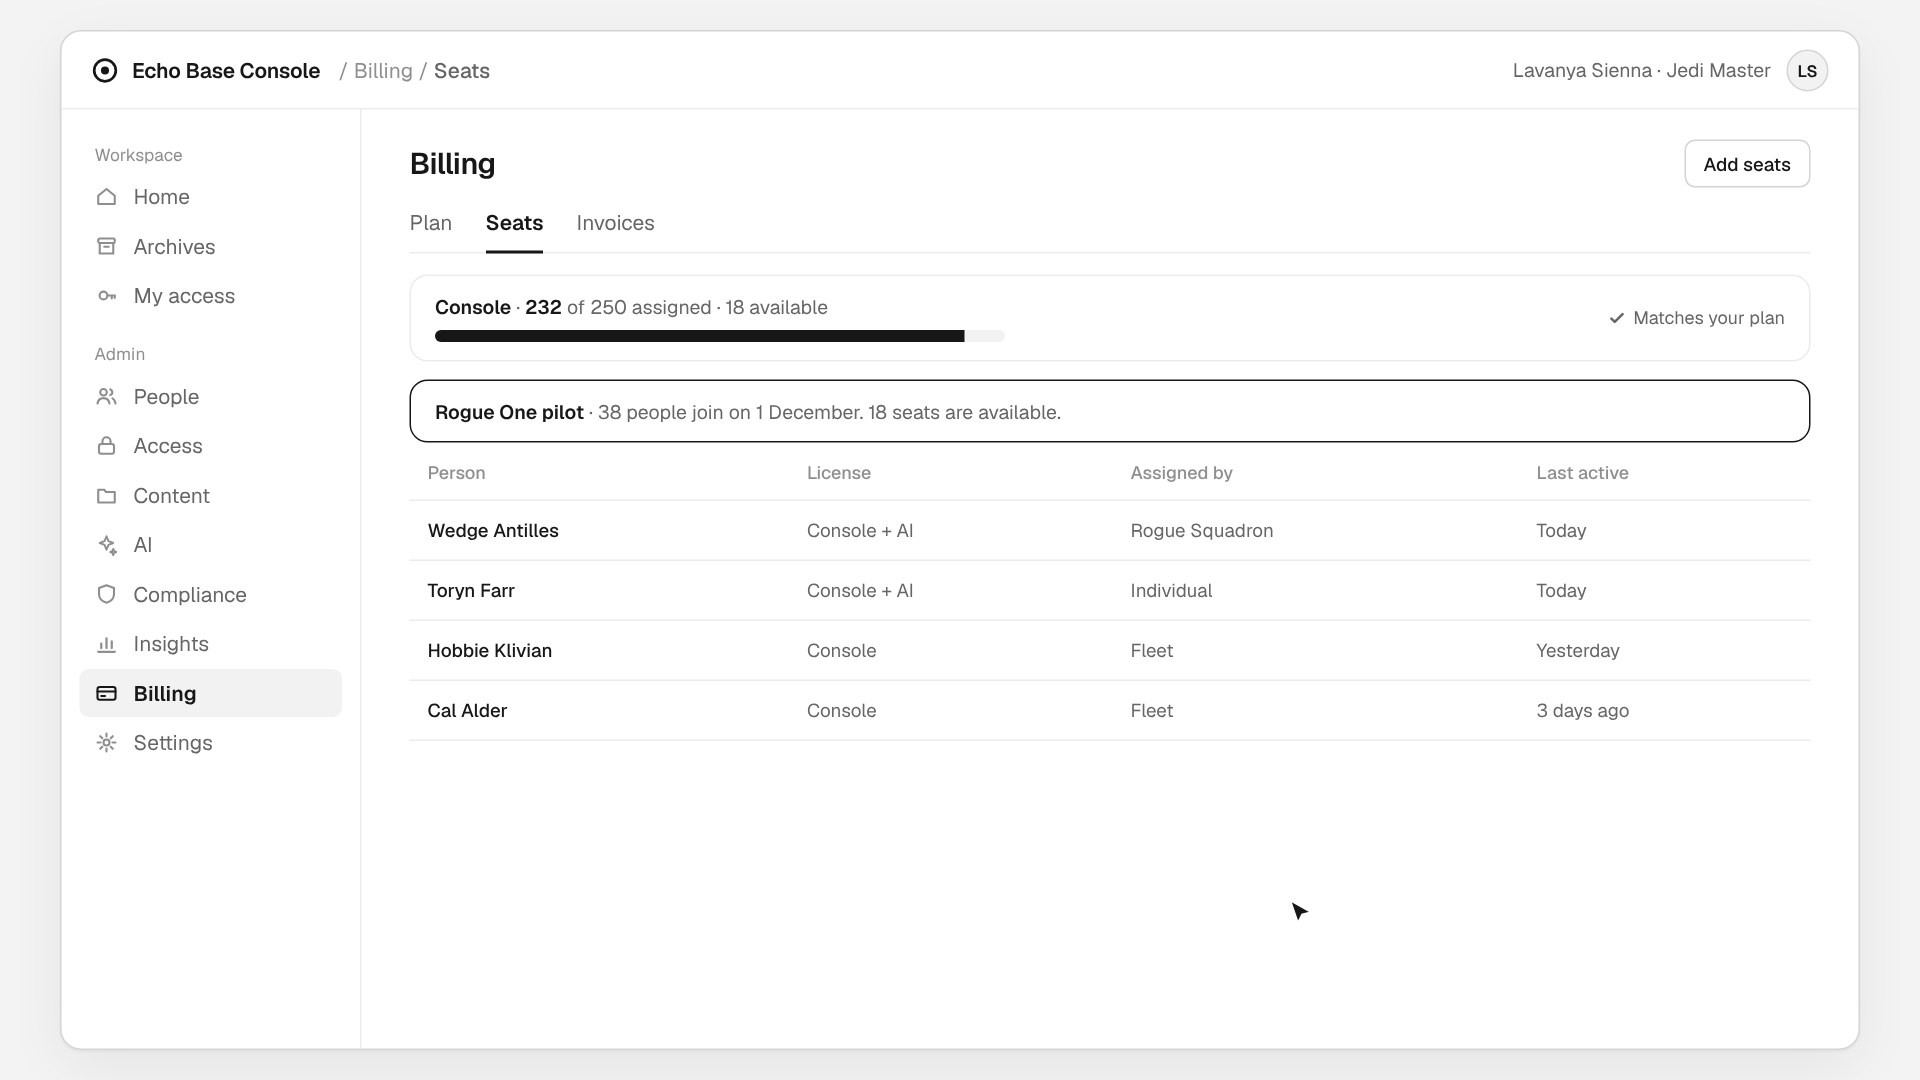 Echo Base Console / Billing / Seats
Lavanya Sienna · Jedi Master LS
Workspace
Home
Archives
My access
Admin
People
Access
Content
AI
Compliance
Insights
Billing
Settings
Billing
Add seats
Plan Seats Invoices
Console · 232 of 250 assigned · 18 available
Matches your plan
Rogue One pilot · 38 people join on 1 December. 18 seats are available.
Person License Assigned by Last active
Wedge Antilles Console + AI Rogue Squadron Today
Toryn Farr Console + AI Individual Today
Hobbie Klivian Console Fleet Yesterday
Cal Alder Console Fleet 3 days ago